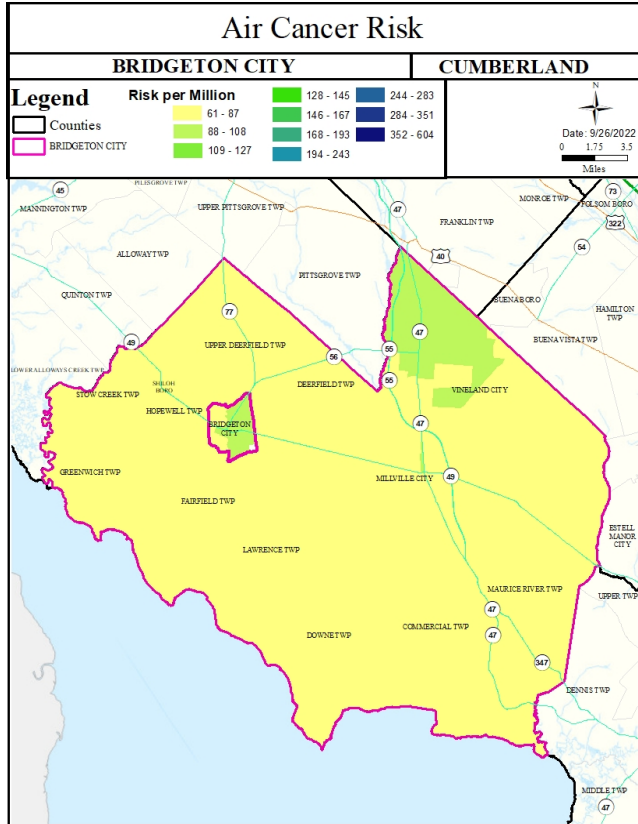 Air Cancer Risk
BRIDGETON CITY
CUMBERLAND
Legend
Counties
BRIDGETON CITY
Risk per Million
61 - 87
88 - 108
109 - 127
128 - 145
146 - 167
168 - 193
194 - 243
244 - 283
284 - 351
352 - 604
N
Date: 9/26/2022
0 1.75 3.5
Miles
PILESGROVE TWP
45
MANNINGTON TWP
UPPER PITTSGROVE TWP
47
MONROE TWP
73
FOLSOM BORO
322
FRANKLIN TWP
54
ALLOWAY TWP
40
PITTSGROVE TWP
QUINTON TWP
BUENA BORO
HAMILTON
TWP
77
49
UPPER DEERFIELD TWP
47
BUENA VISTA TWP
55
56
LOWER ALLOWAYS CREEK TWP
55
SHILOH
BORO
DEERFIELD TWP
VINELAND CITY
STOW CREEK TWP
HOPEWELL TWP
BRIDGETON
CITY
47
GREENWICH TWP
MILLVILLE CITY
49
FAIRFIELD TWP
ESTELL
MANOR
CITY
LAWRENCE TWP
MAURICE RIVER TWP
UPPER TWP
47
COMMERCIAL TWP
DOWNE TWP
47
347
DENNIS TWP
MIDDLE TWP
47